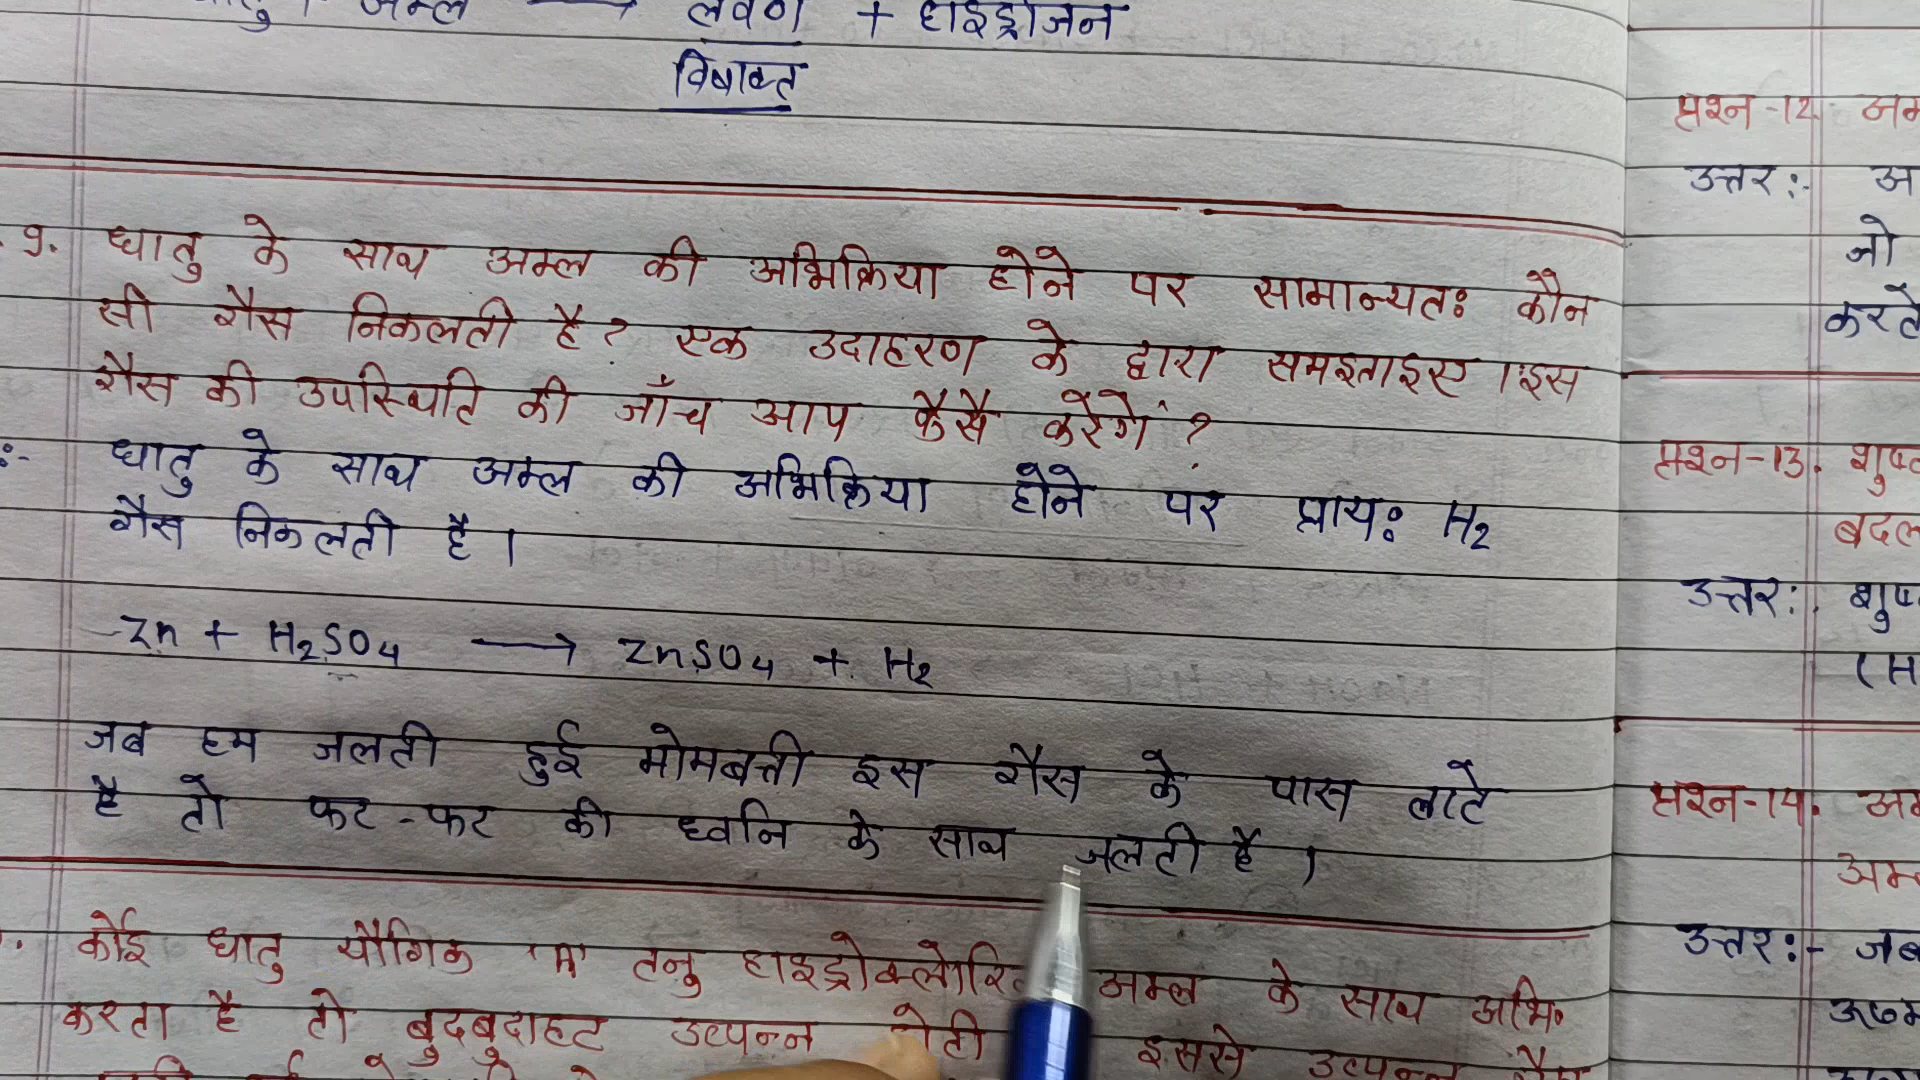 अम्ल → लवण + हाइड्रोजन
विषाक्त
9. धातु के साथ अम्ल की अभिक्रिया होने पर सामान्यतः कौन
सी गैस निकलती है? एक उदाहरण के द्वारा समझाइए। इस
गैस की उपस्थिति की जाँच आप कैसे करेंगें?
:- धातु के साथ अम्ल की अभिक्रिया होने पर प्रायः H₂
गैस निकलती है।
Zn + H₂SO₄ → ZnSO₄ + H₂
जब हम जलती हुई मोमबत्ती इस गैस के पास लाते
है तो फट-फट की ध्वनि के साथ जलती है।
कोई धातु यौगिक 'A' तनु अम्ल के साथ अभि॰
करता है तो बुदबुदाहट उत्पन्न इससे उत्पन्न
प्रश्न-12.
उत्तर:-
जो
करते
प्रश्न-13.
उत्तर:
प्रश्न-14.
उत्तर:- जब